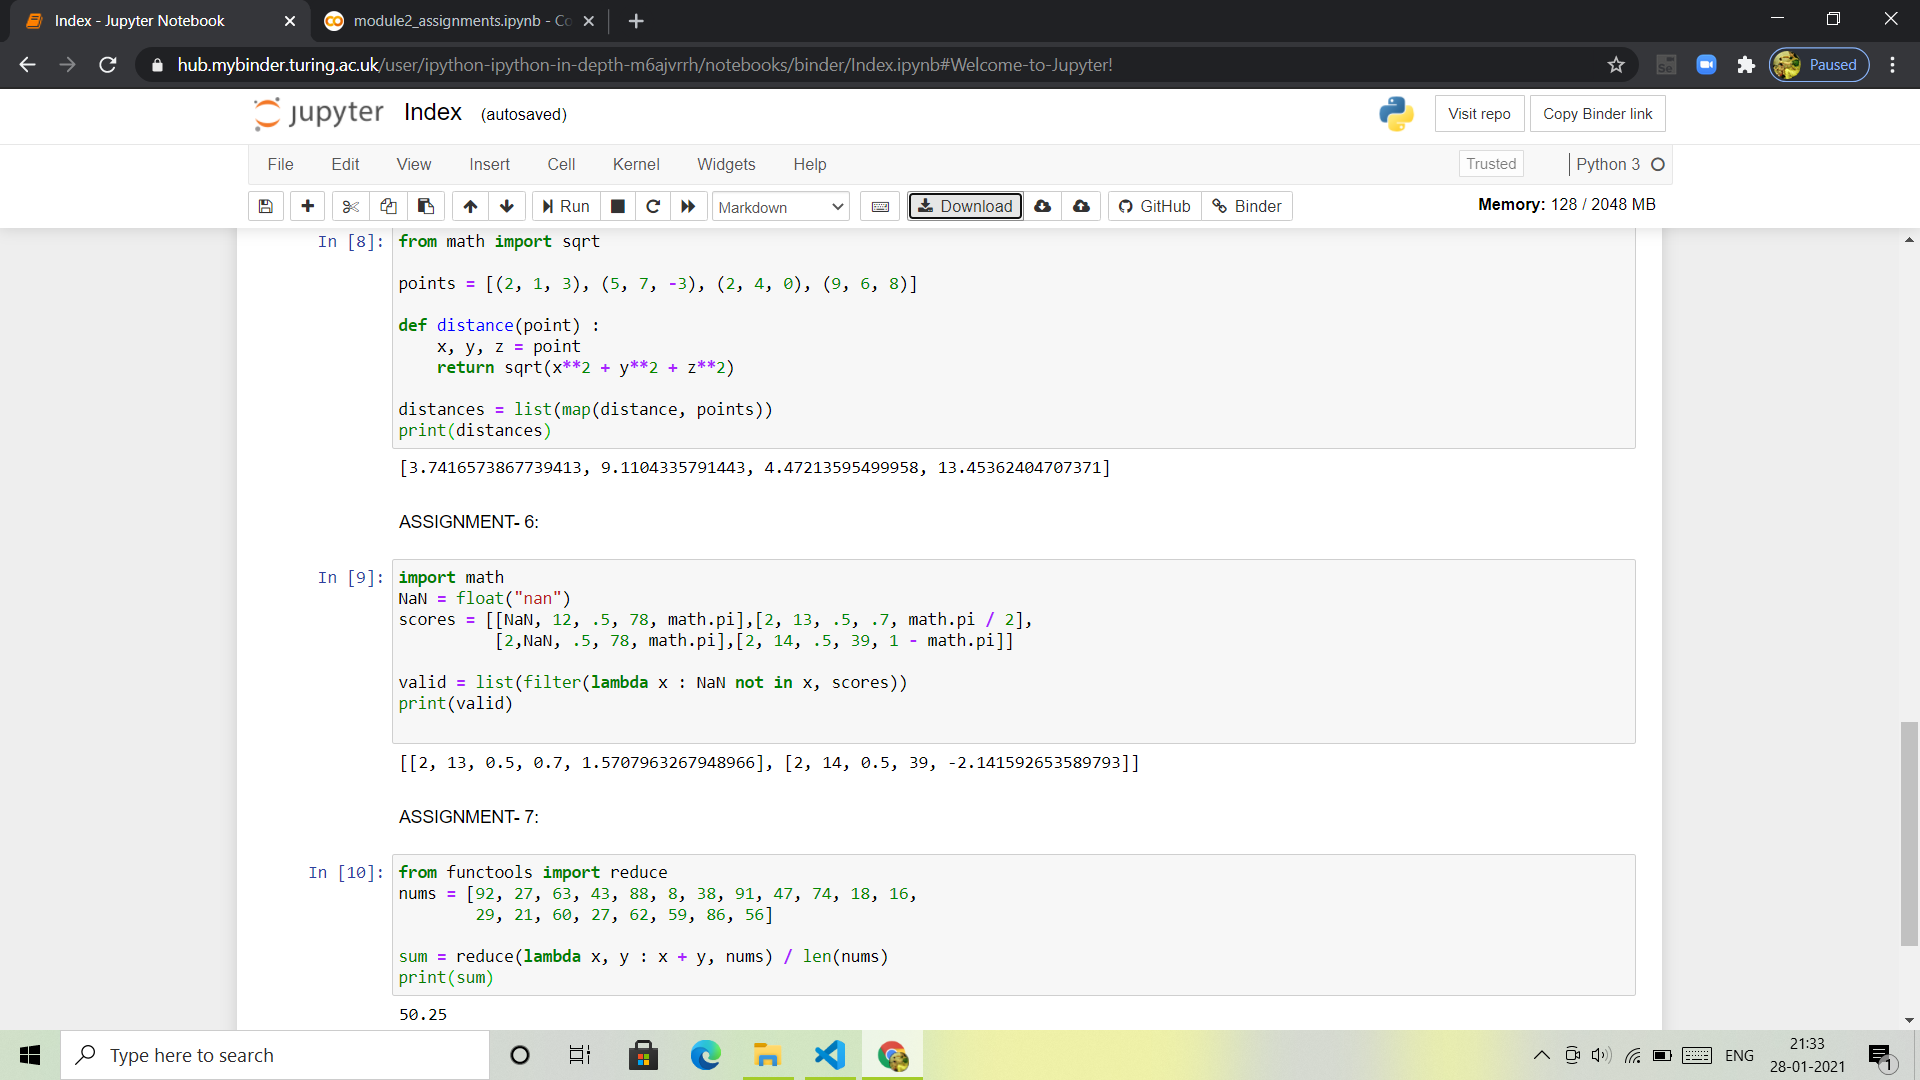 Index - Jupyter Notebook
module2_assignments.ipynb - Co
hub.mybinder.turing.ac.uk/user/ipython-ipython-in-depth-m6ajvrrh/notebooks/binder/Index.ipynb#Welcome-to-Jupyter!
Se
Paused
jupyter Index (autosaved)
Visit repo
Copy Binder link
File Edit View Insert Cell Kernel Widgets Help
Trusted
Python 3
Run
Markdown
Download
GitHub
Binder
Memory: 128 / 2048 MB
In [8]: from math import sqrt
points = [(2, 1, 3), (5, 7, -3), (2, 4, 0), (9, 6, 8)]
def distance(point) :
x, y, z = point
return sqrt(x**2 + y**2 + z**2)
distances = list(map(distance, points))
print(distances)
[3.7416573867739413, 9.1104335791443, 4.47213595499958, 13.45362404707371]
ASSIGNMENT- 6:
In [9]: import math
NaN = float("nan")
scores = [[NaN, 12, .5, 78, math.pi],[2, 13, .5, .7, math.pi / 2],
[2,NaN, .5, 78, math.pi],[2, 14, .5, 39, 1 - math.pi]]
valid = list(filter(lambda x : NaN not in x, scores))
print(valid)
[[2, 13, 0.5, 0.7, 1.5707963267948966], [2, 14, 0.5, 39, -2.141592653589793]]
ASSIGNMENT- 7:
In [10]: from functools import reduce
nums = [92, 27, 63, 43, 88, 8, 38, 91, 47, 74, 18, 16,
29, 21, 60, 27, 62, 59, 86, 56]
sum = reduce(lambda x, y : x + y, nums) / len(nums)
print(sum)
50.25
Type here to search
ENG
21:33
28-01-2021
1